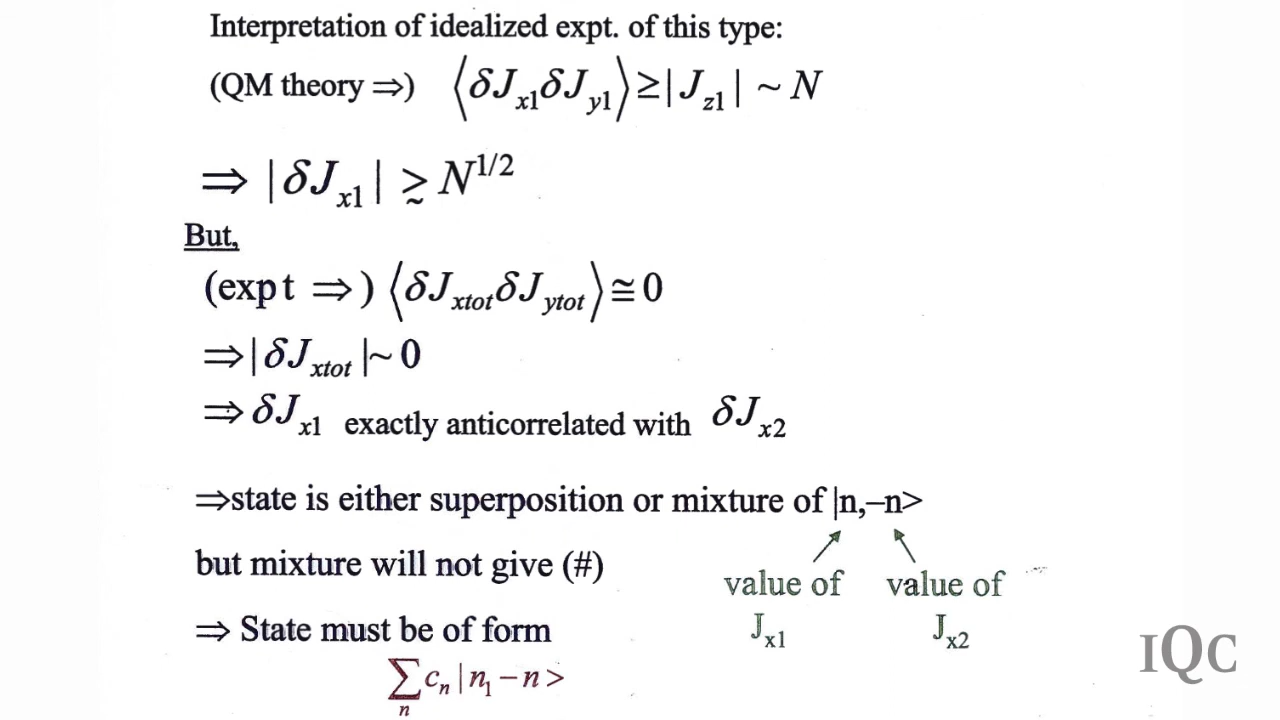 Interpretation of idealized expt. of this type:
(QM theory ⇒) ⟨δJx1δJy1⟩≥|Jz1| ~ N
⇒ |δJx1| ≳ N^1/2
But,
(expt ⇒) ⟨δJxtotδJytot⟩≅0
⇒|δJxtot|~ 0
⇒ δJx1 exactly anticorrelated with δJx2
⇒state is either superposition or mixture of |n,–n>
but mixture will not give (#)
value of value of
Jx1 Jx2
⇒ State must be of form
∑n cn | n1 – n >
IQC